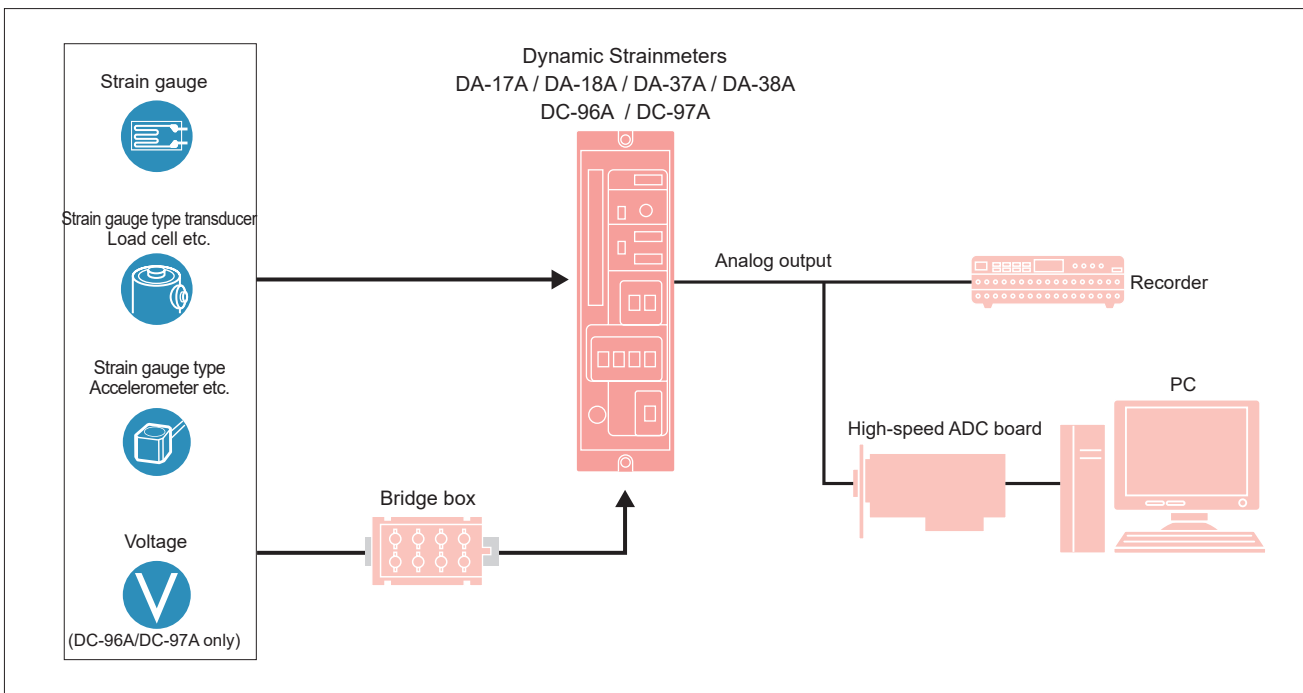 Strain gauge
Strain gauge type transducer
Load cell etc.
Strain gauge type
Accelerometer etc.
Voltage
V
(DC-96A/DC-97A only)
Bridge box
Dynamic Strainmeters
DA-17A / DA-18A / DA-37A / DA-38A
DC-96A / DC-97A
Analog output
Recorder
High-speed ADC board
PC